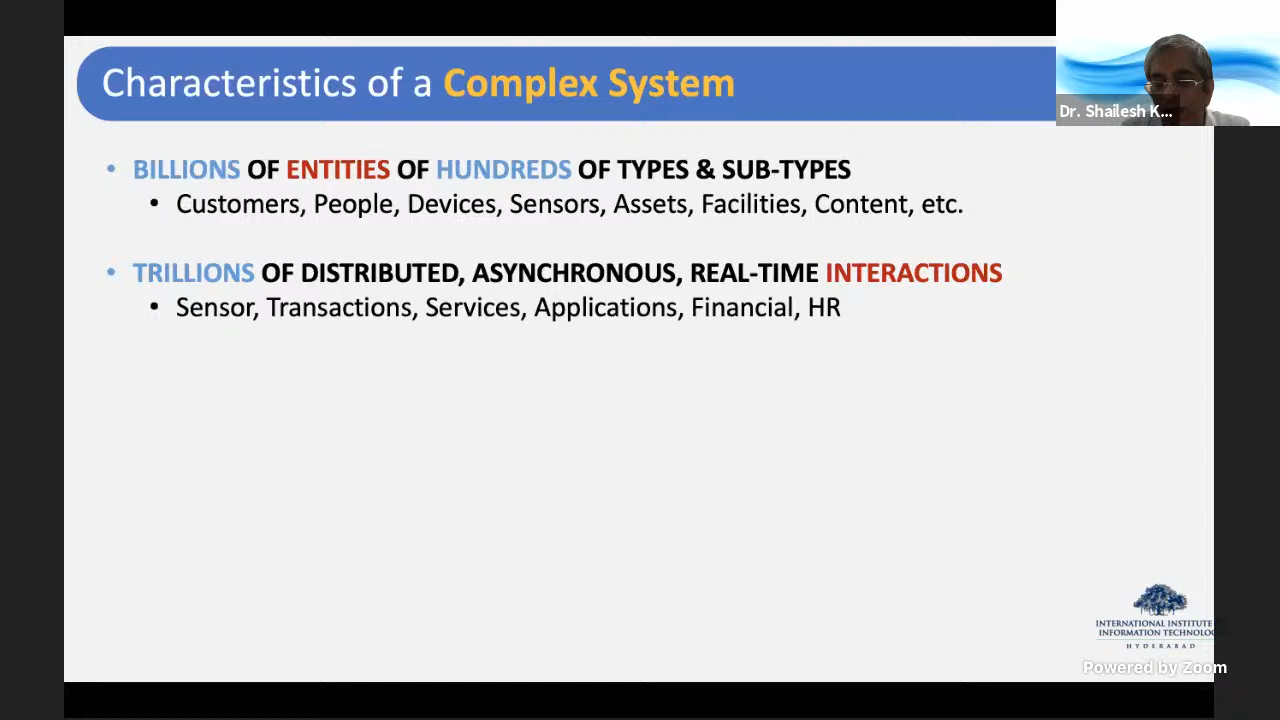 Characteristics of a Complex System
Dr. Shailesh K...
• BILLIONS OF ENTITIES OF HUNDREDS OF TYPES & SUB-TYPES
• Customers, People, Devices, Sensors, Assets, Facilities, Content, etc.
• TRILLIONS OF DISTRIBUTED, ASYNCHRONOUS, REAL-TIME INTERACTIONS
• Sensor, Transactions, Services, Applications, Financial, HR
INTERNATIONAL INSTITUTE
INFORMATION TECHNOLO
HYDERABAD
Powered by Zoom